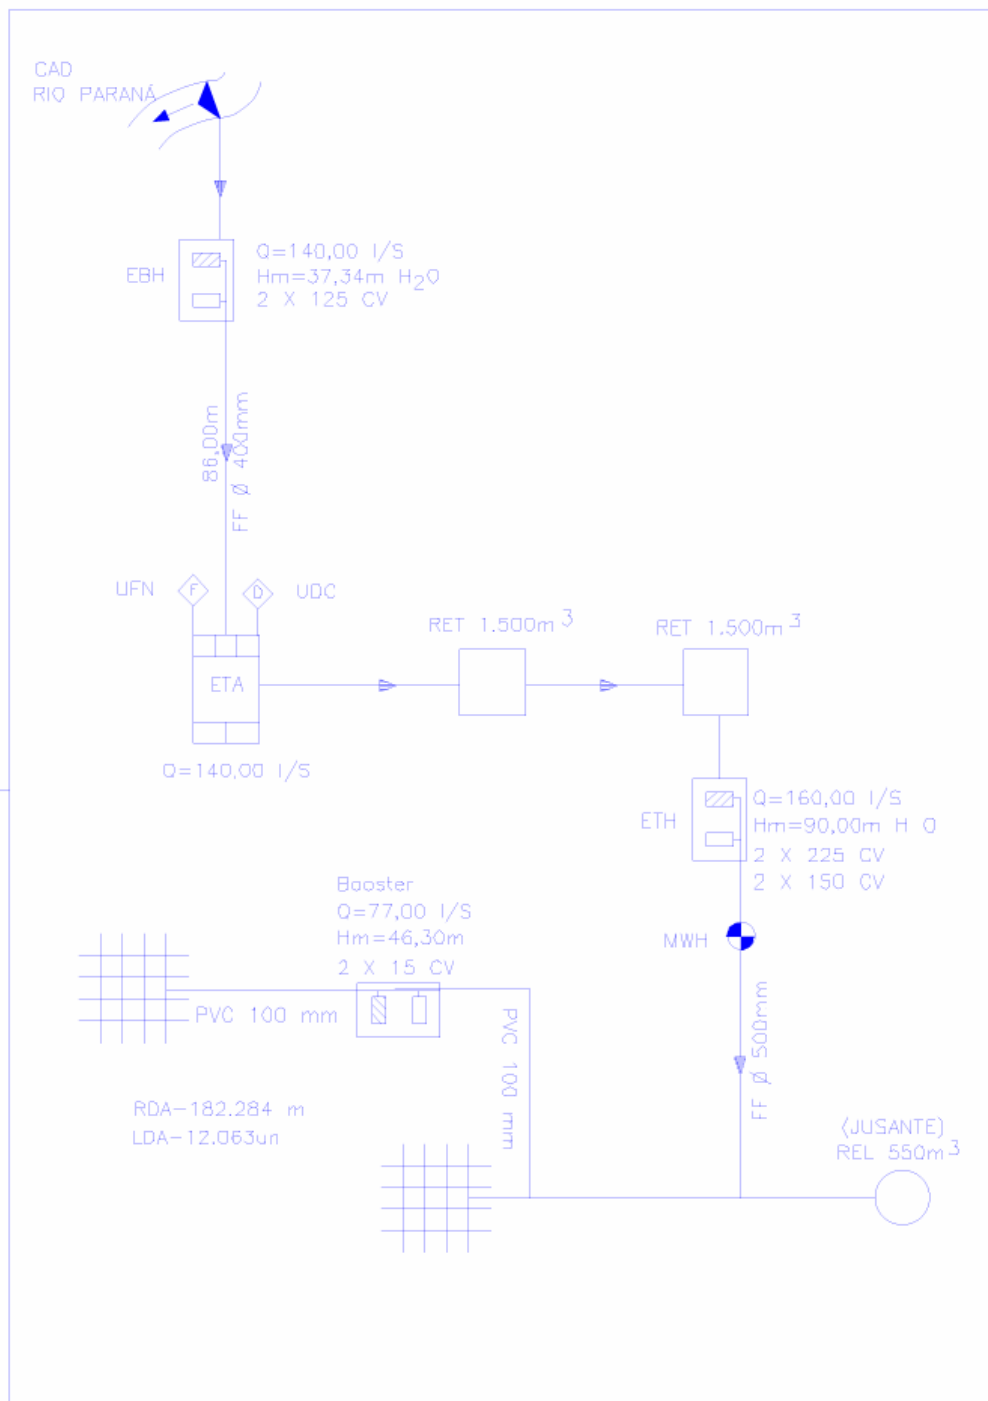 CAD
RIO PARANÁ
EBH
Q=140,00 l/S
Hm=37,34m H2O
2 X 125 CV
86,00m
FF Ø 400mm
UFN
F
D
UDC
ETA
Q=140,00 l/S
RET 1.500m3
RET 1.500m3
ETH
Q=160,00 l/S
Hm=90,00m H O
2 X 225 CV
2 X 150 CV
MWH
FF Ø 500mm
Booster
Q=77,00 l/S
Hm=46,30m
2 X 15 CV
PVC 100 mm
PVC 100 mm
RDA-182.284 m
LDA-12.063un
(JUSANTE)
REL 550m3